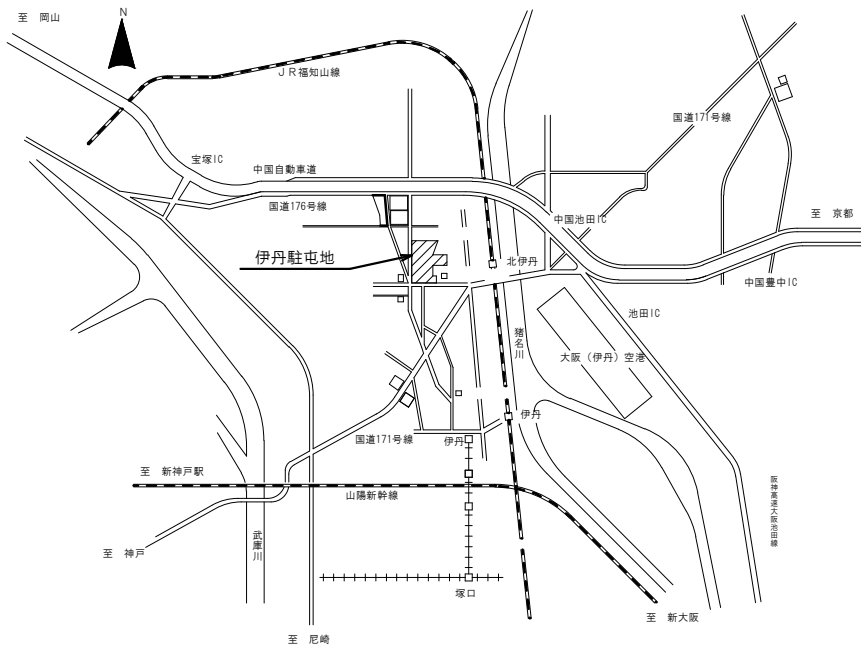 至 岡山
N
JR福知山線
国道171号線
宝塚IC
中国自動車道
国道176号線
中国池田IC
至 京都
伊丹駐屯地
北伊丹
中国豊中IC
池田IC
猪名川
大阪(伊丹)空港
伊丹
国道171号線
伊丹
至 新神戸駅
山陽新幹線
阪神高速大阪池田線
武庫川
至 神戸
塚口
至 新大阪
至 尼崎